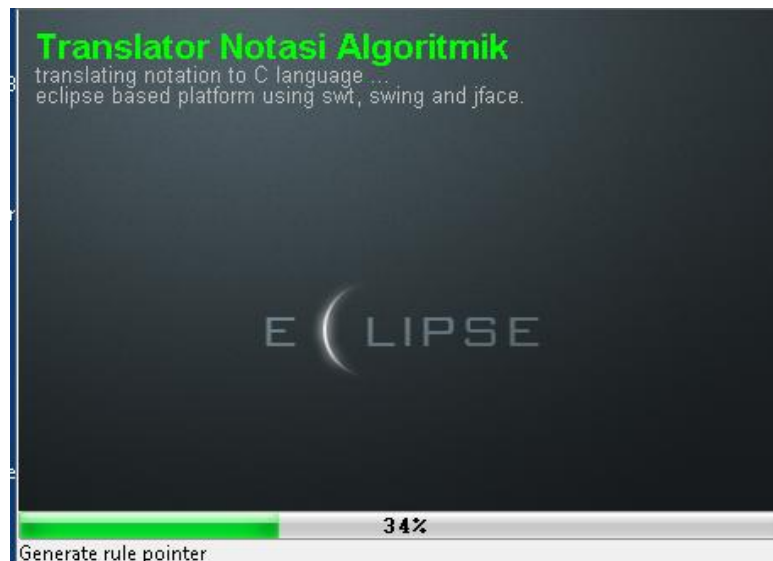 Translator Notasi Algoritmik
translating notation to C language ...
eclipse based platform using swt, swing and jface.
E LIPSE
34%
Generate rule pointer